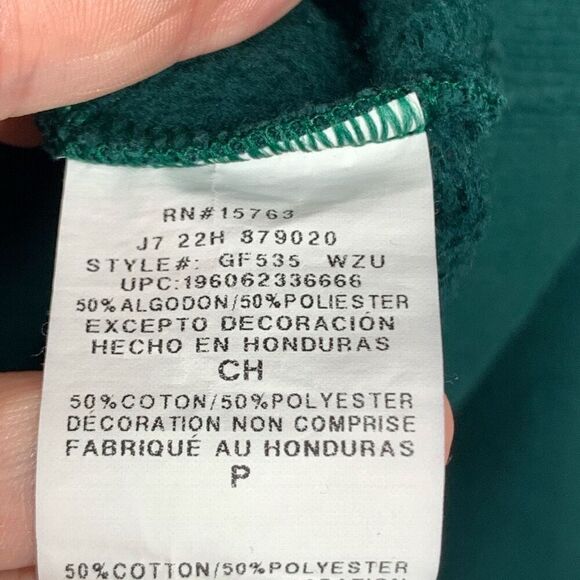 RN#15763
J7 22H 879020
STYLE#: GF535 WZU
UPC:196062336666
50%ALGODON/50%POLIESTER
EXCEPTO DECORACIÓN
HECHO EN HONDURAS
CH
50%COTON/50%POLYESTER
DÉCORATION NON COMPRISE
FABRIQUÉ AU HONDURAS
P
50%COTTON/50%POLYESTER